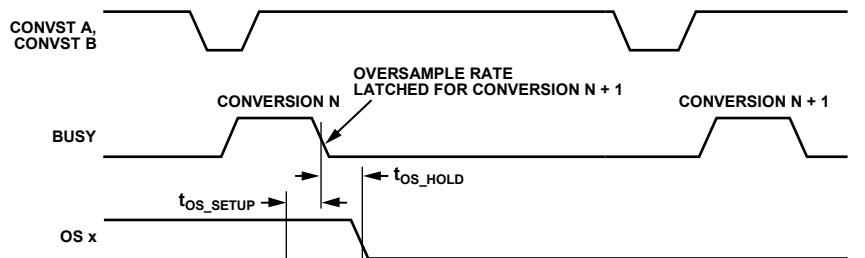 CONVST A,
CONVST B
OVERSAMPLE RATE
LATCHED FOR CONVERSION N + 1
CONVERSION N
CONVERSION N + 1
BUSY
tOS_HOLD
tOS_SETUP
OS x